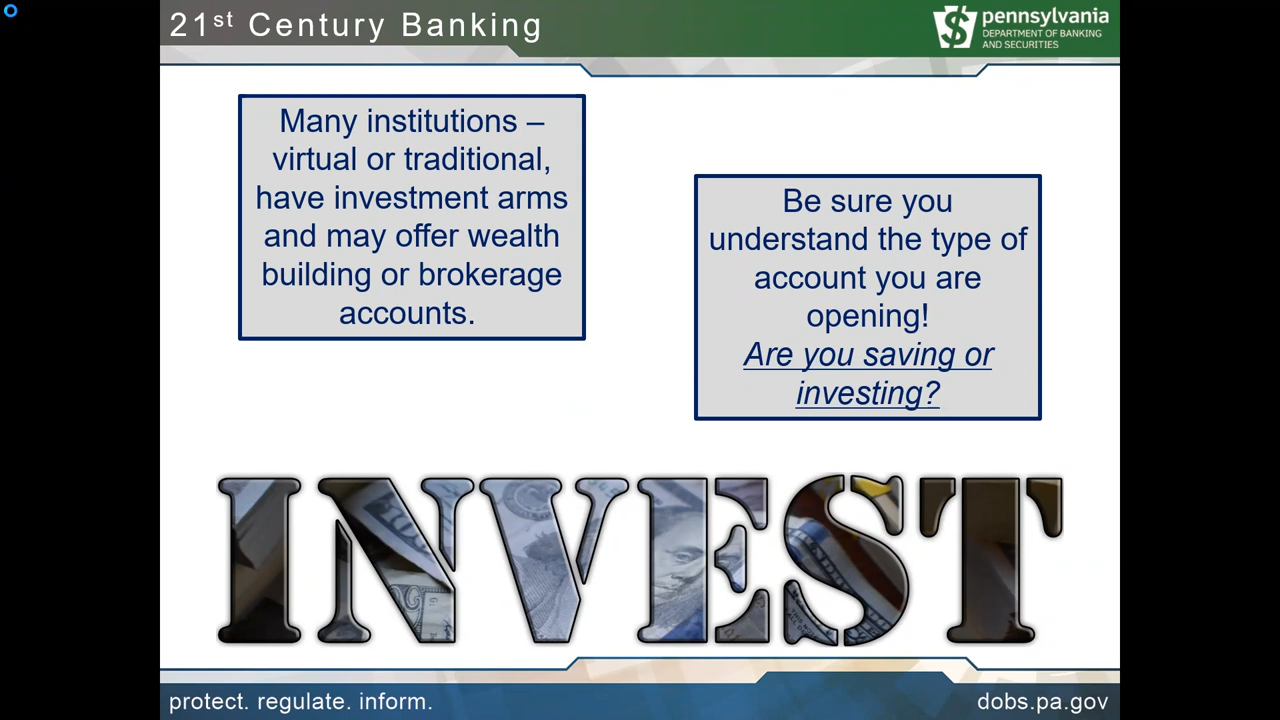 21st Century Banking
pennsylvania
DEPARTMENT OF BANKING
AND SECURITIES
Many institutions –
virtual or traditional,
have investment arms
and may offer wealth
building or brokerage
accounts.
Be sure you
understand the type of
account you are
opening!
Are you saving or
investing?
INVEST
protect. regulate. inform.
dobs.pa.gov